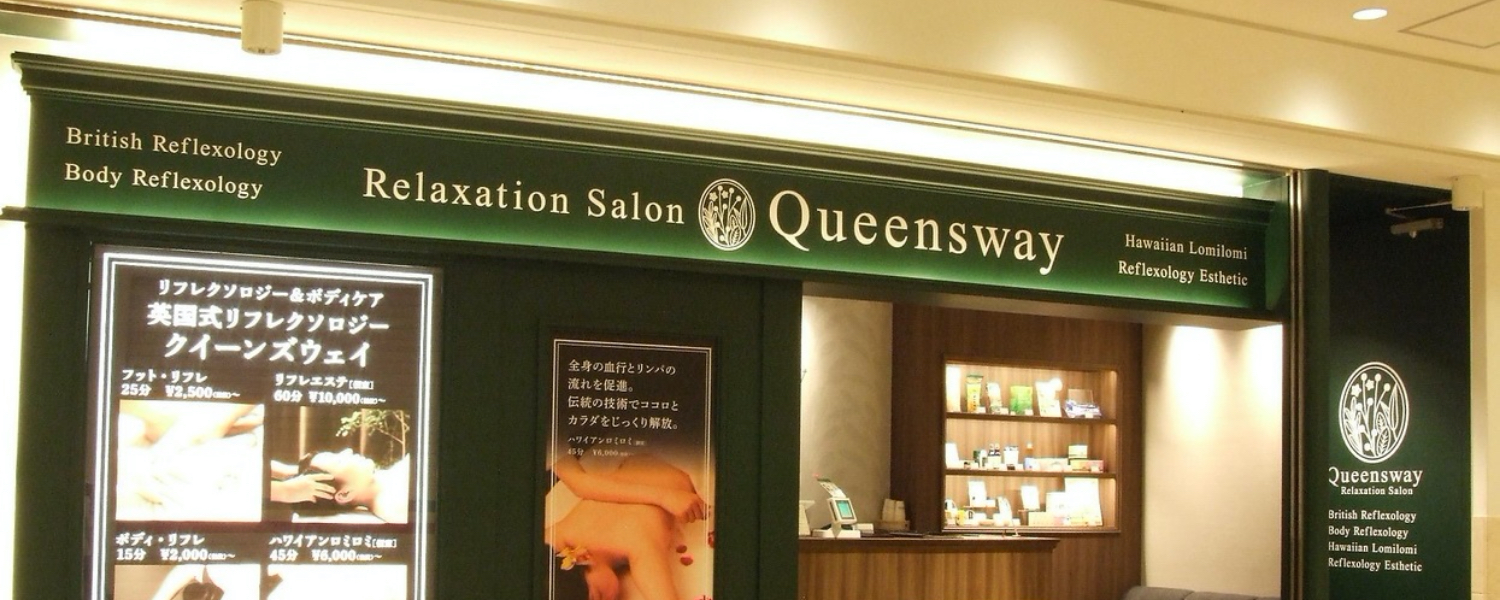 British Reflexology
Body Reflexology
Relaxation Salon Queensway
Hawaiian Lomilomi
Reflexology Esthetic
リフレクソロジー&ボディケア
英国式リフレクソロジー
クイーンズウェイ
フット・リフレ
25分 ¥2,500 ~
リフレエステ[個室]
60分 ¥10,000 ~
ボディ・リフレ
15分 ¥2,000 ~
ハワイアンロミロミ[個室]
45分 ¥6,000 ~
全身の血行とリンパの
流れを促進。
伝統の技術でココロと
カラダをじっくり解放。
ハワイアンロミロミ
45分 ¥6,000 ~
Queensway
Relaxation Salon
British Reflexology
Body Reflexology
Hawaiian Lomilomi
Reflexology Esthetic